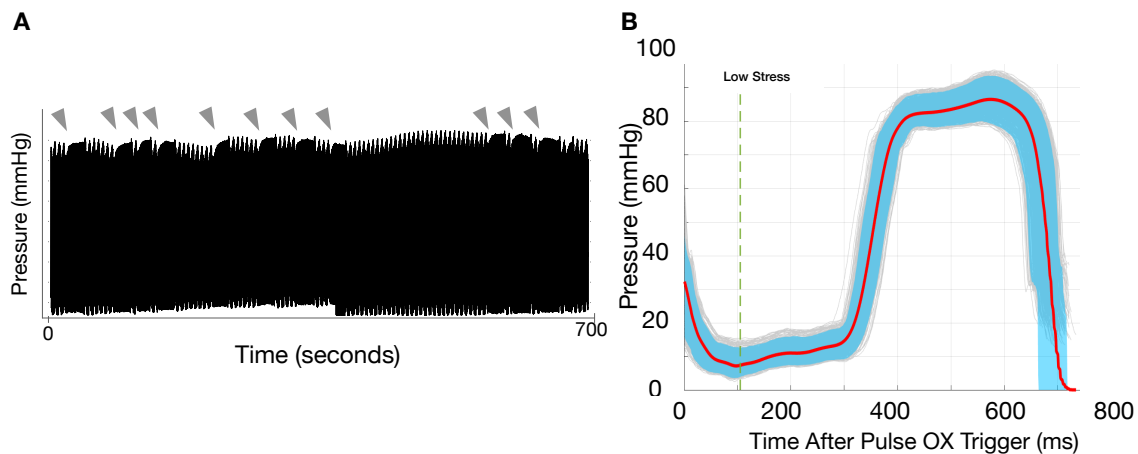 A
Pressure (mmHg)
0
700
Time (seconds)
B
Low Stress
100
80
60
40
20
0
Pressure (mmHg)
0
200
400
600
800
Time After Pulse OX Trigger (ms)